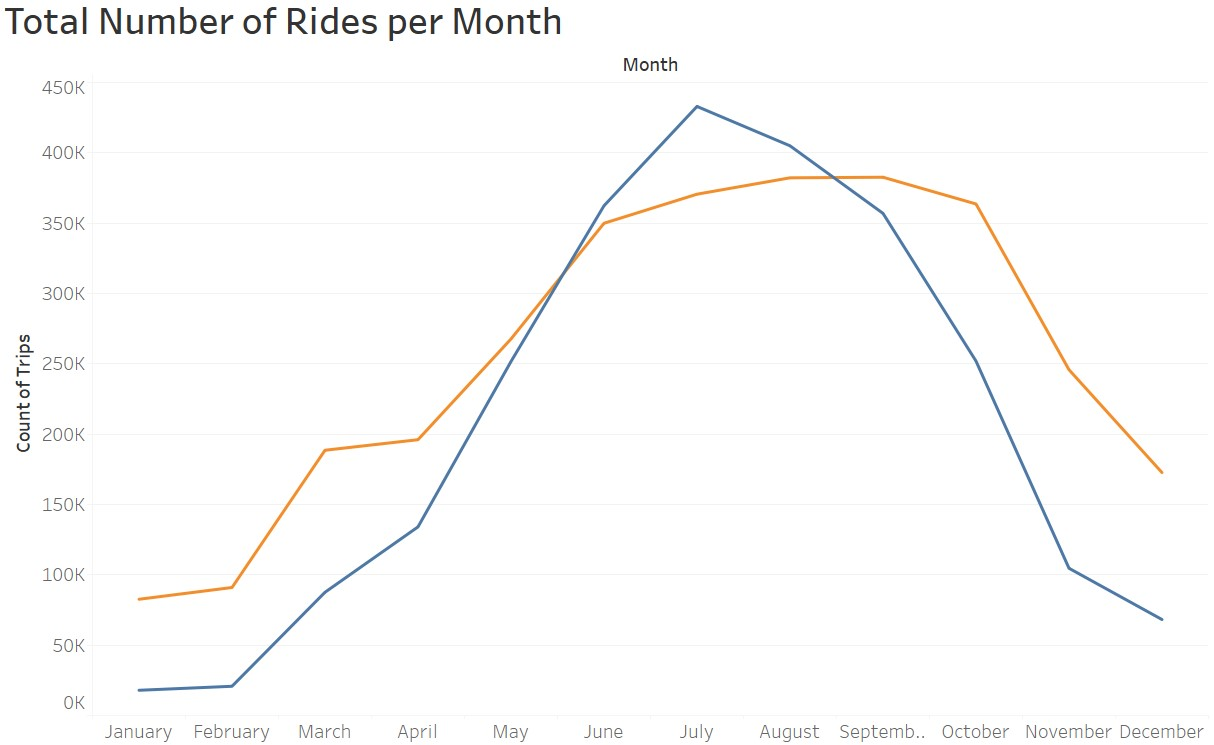 Total Number of Rides per Month
Month
450K
400K
350K
300K
250K
200K
150K
100K
50K
0K
Count of Trips
January February March April May June July August Septemb.. October November December